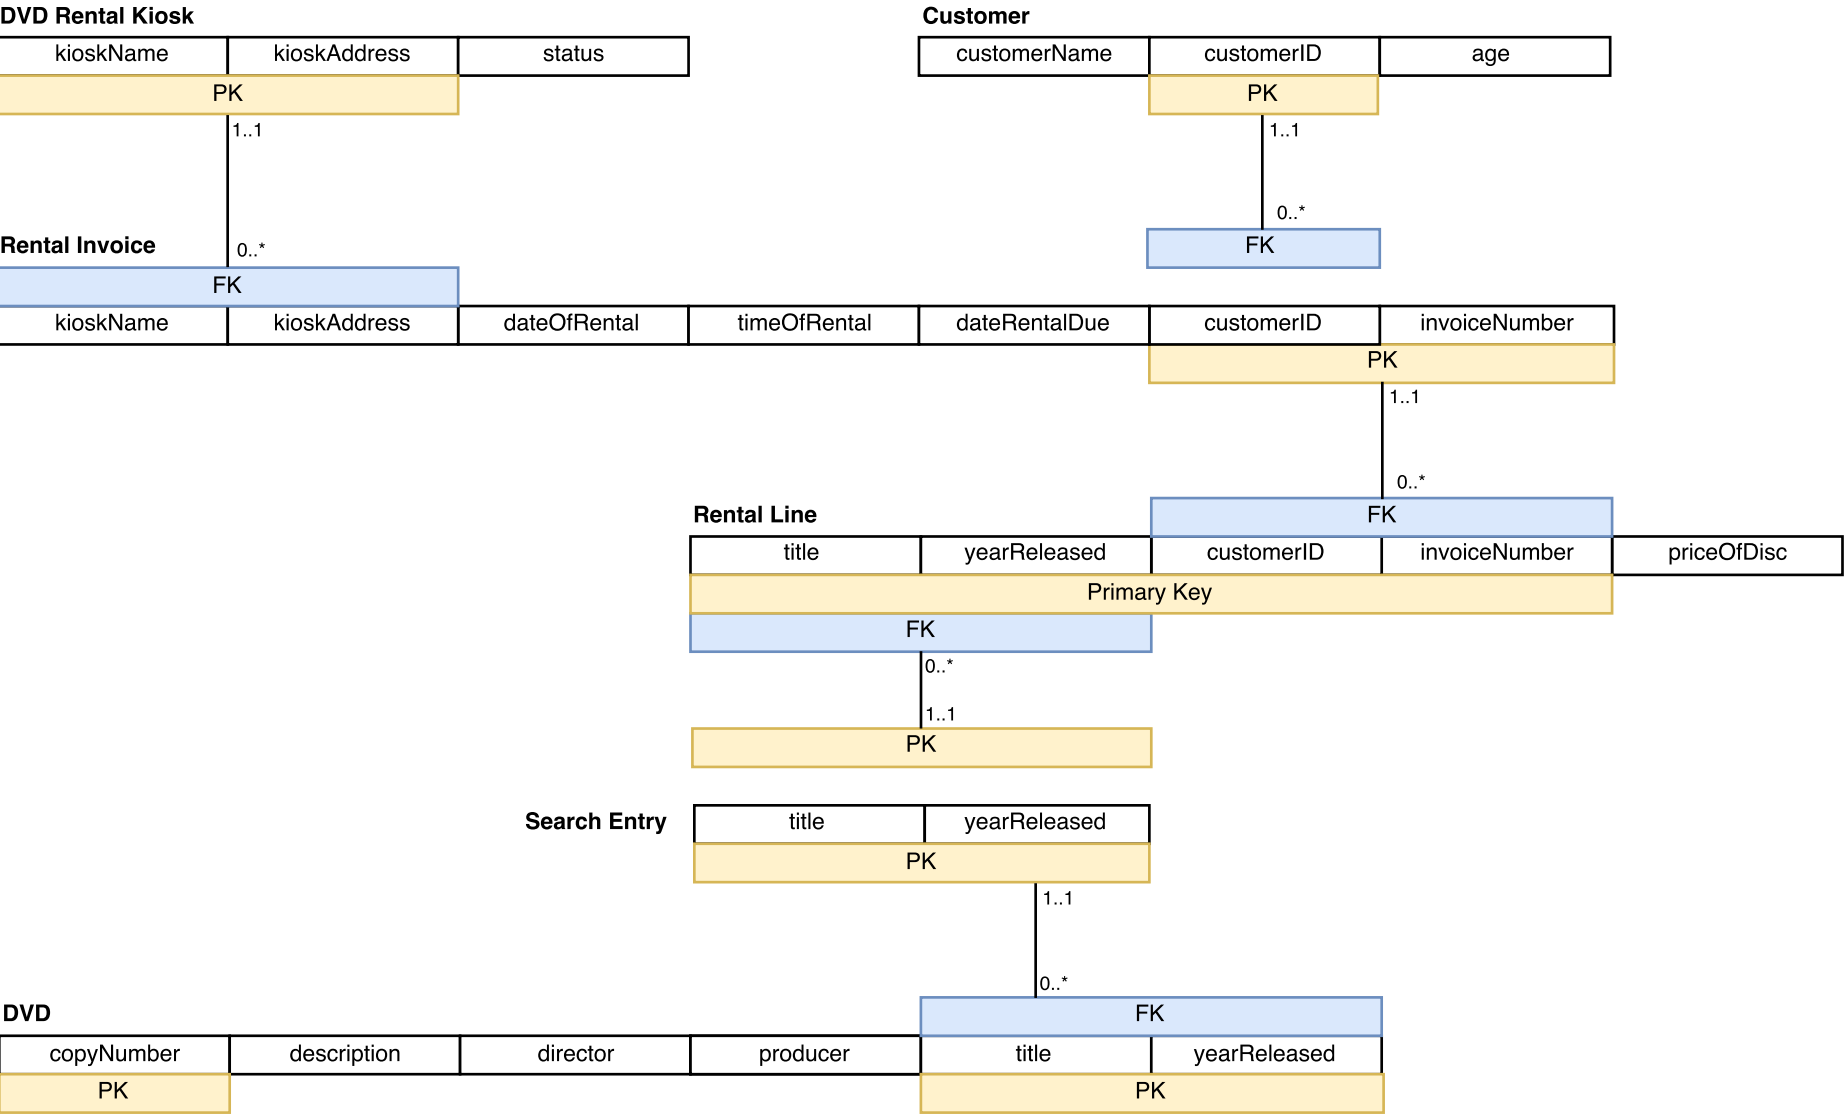 DVD Rental Kiosk
Customer
kioskName kioskAddress status
customerName customerID age
PK
PK
1..1
1..1
0..*
Rental Invoice
0..*
FK
FK
kioskName kioskAddress dateOfRental timeOfRental dateRentalDue customerID invoiceNumber
PK
1..1
0..*
Rental Line
FK
title yearReleased customerID invoiceNumber priceOfDisc
Primary Key
FK
0..*
1..1
PK
Search Entry
title yearReleased
PK
1..1
0..*
DVD
FK
copyNumber description director producer title yearReleased
PK
PK